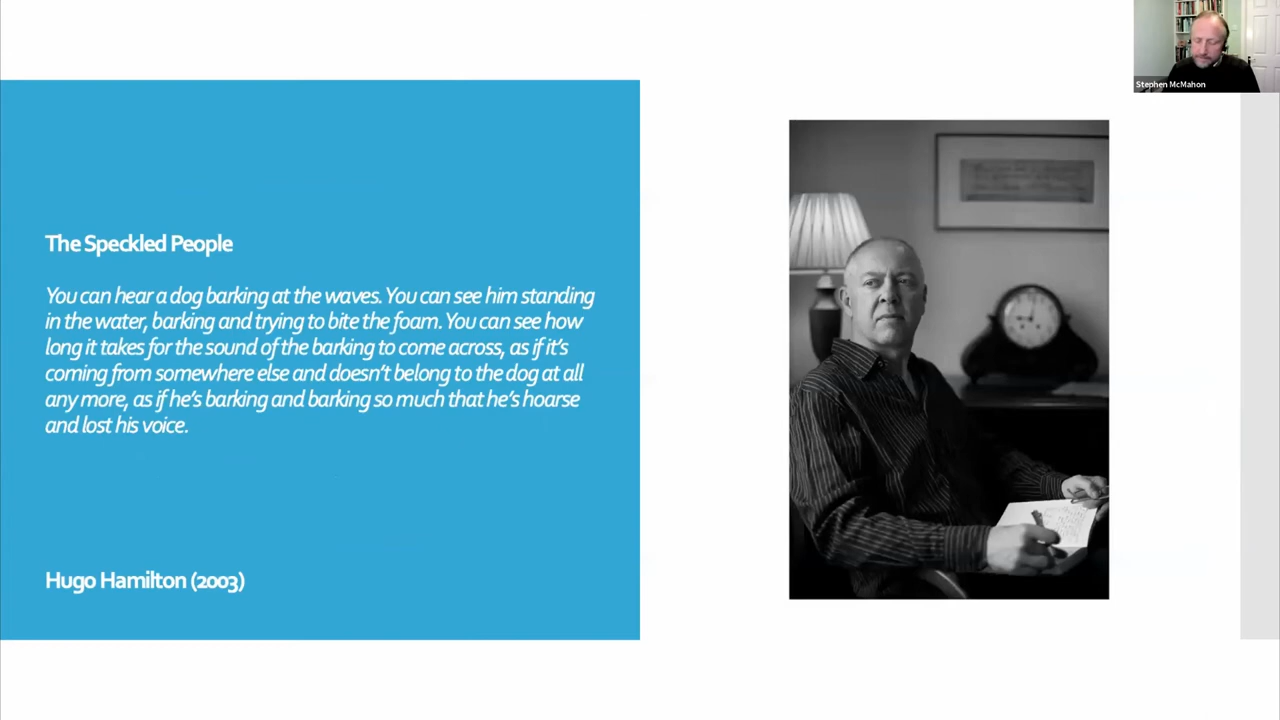 Stephen McMahon
The Speckled People
You can hear a dog barking at the waves. You can see him standing
in the water, barking and trying to bite the foam. You can see how
long it takes for the sound of the barking to come across, as if it's
coming from somewhere else and doesn't belong to the dog at all
any more, as if he's barking and barking so much that he's hoarse
and lost his voice.
Hugo Hamilton (2003)